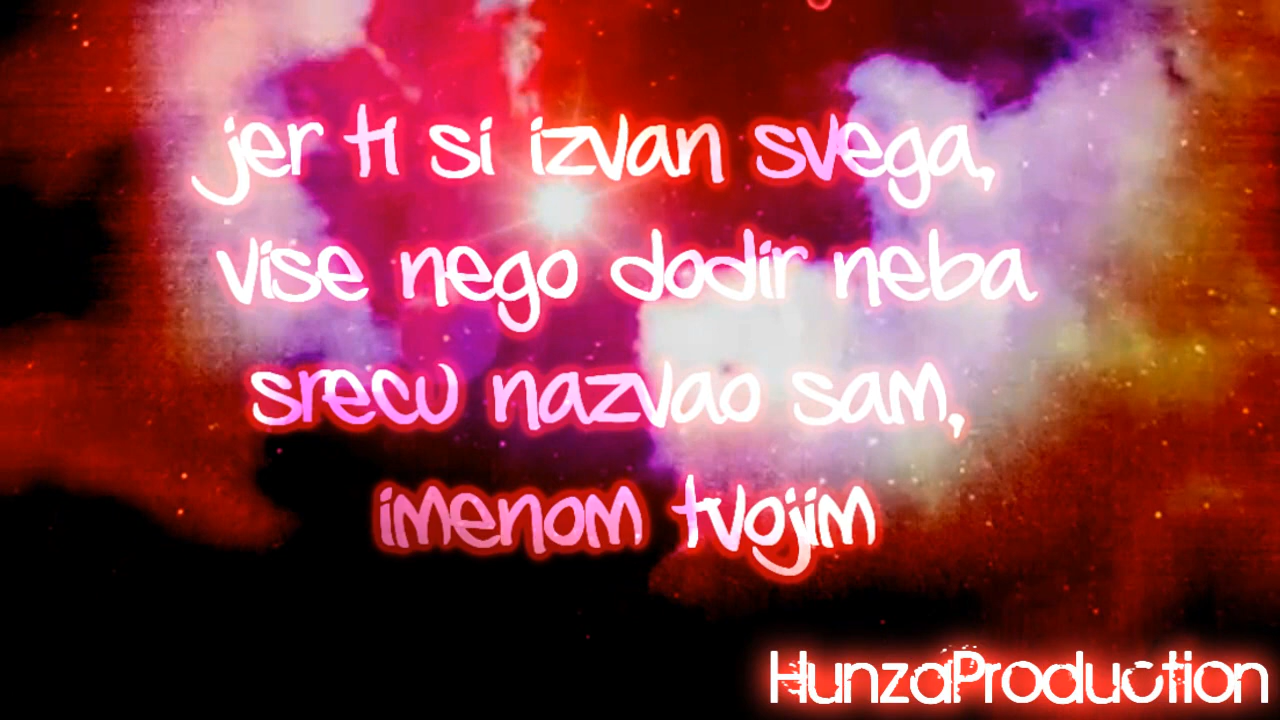 jer ti si izvan svega,
vise nego dodir neba
srecu nazvao sam,
imenom tvojim
HunzaProduction